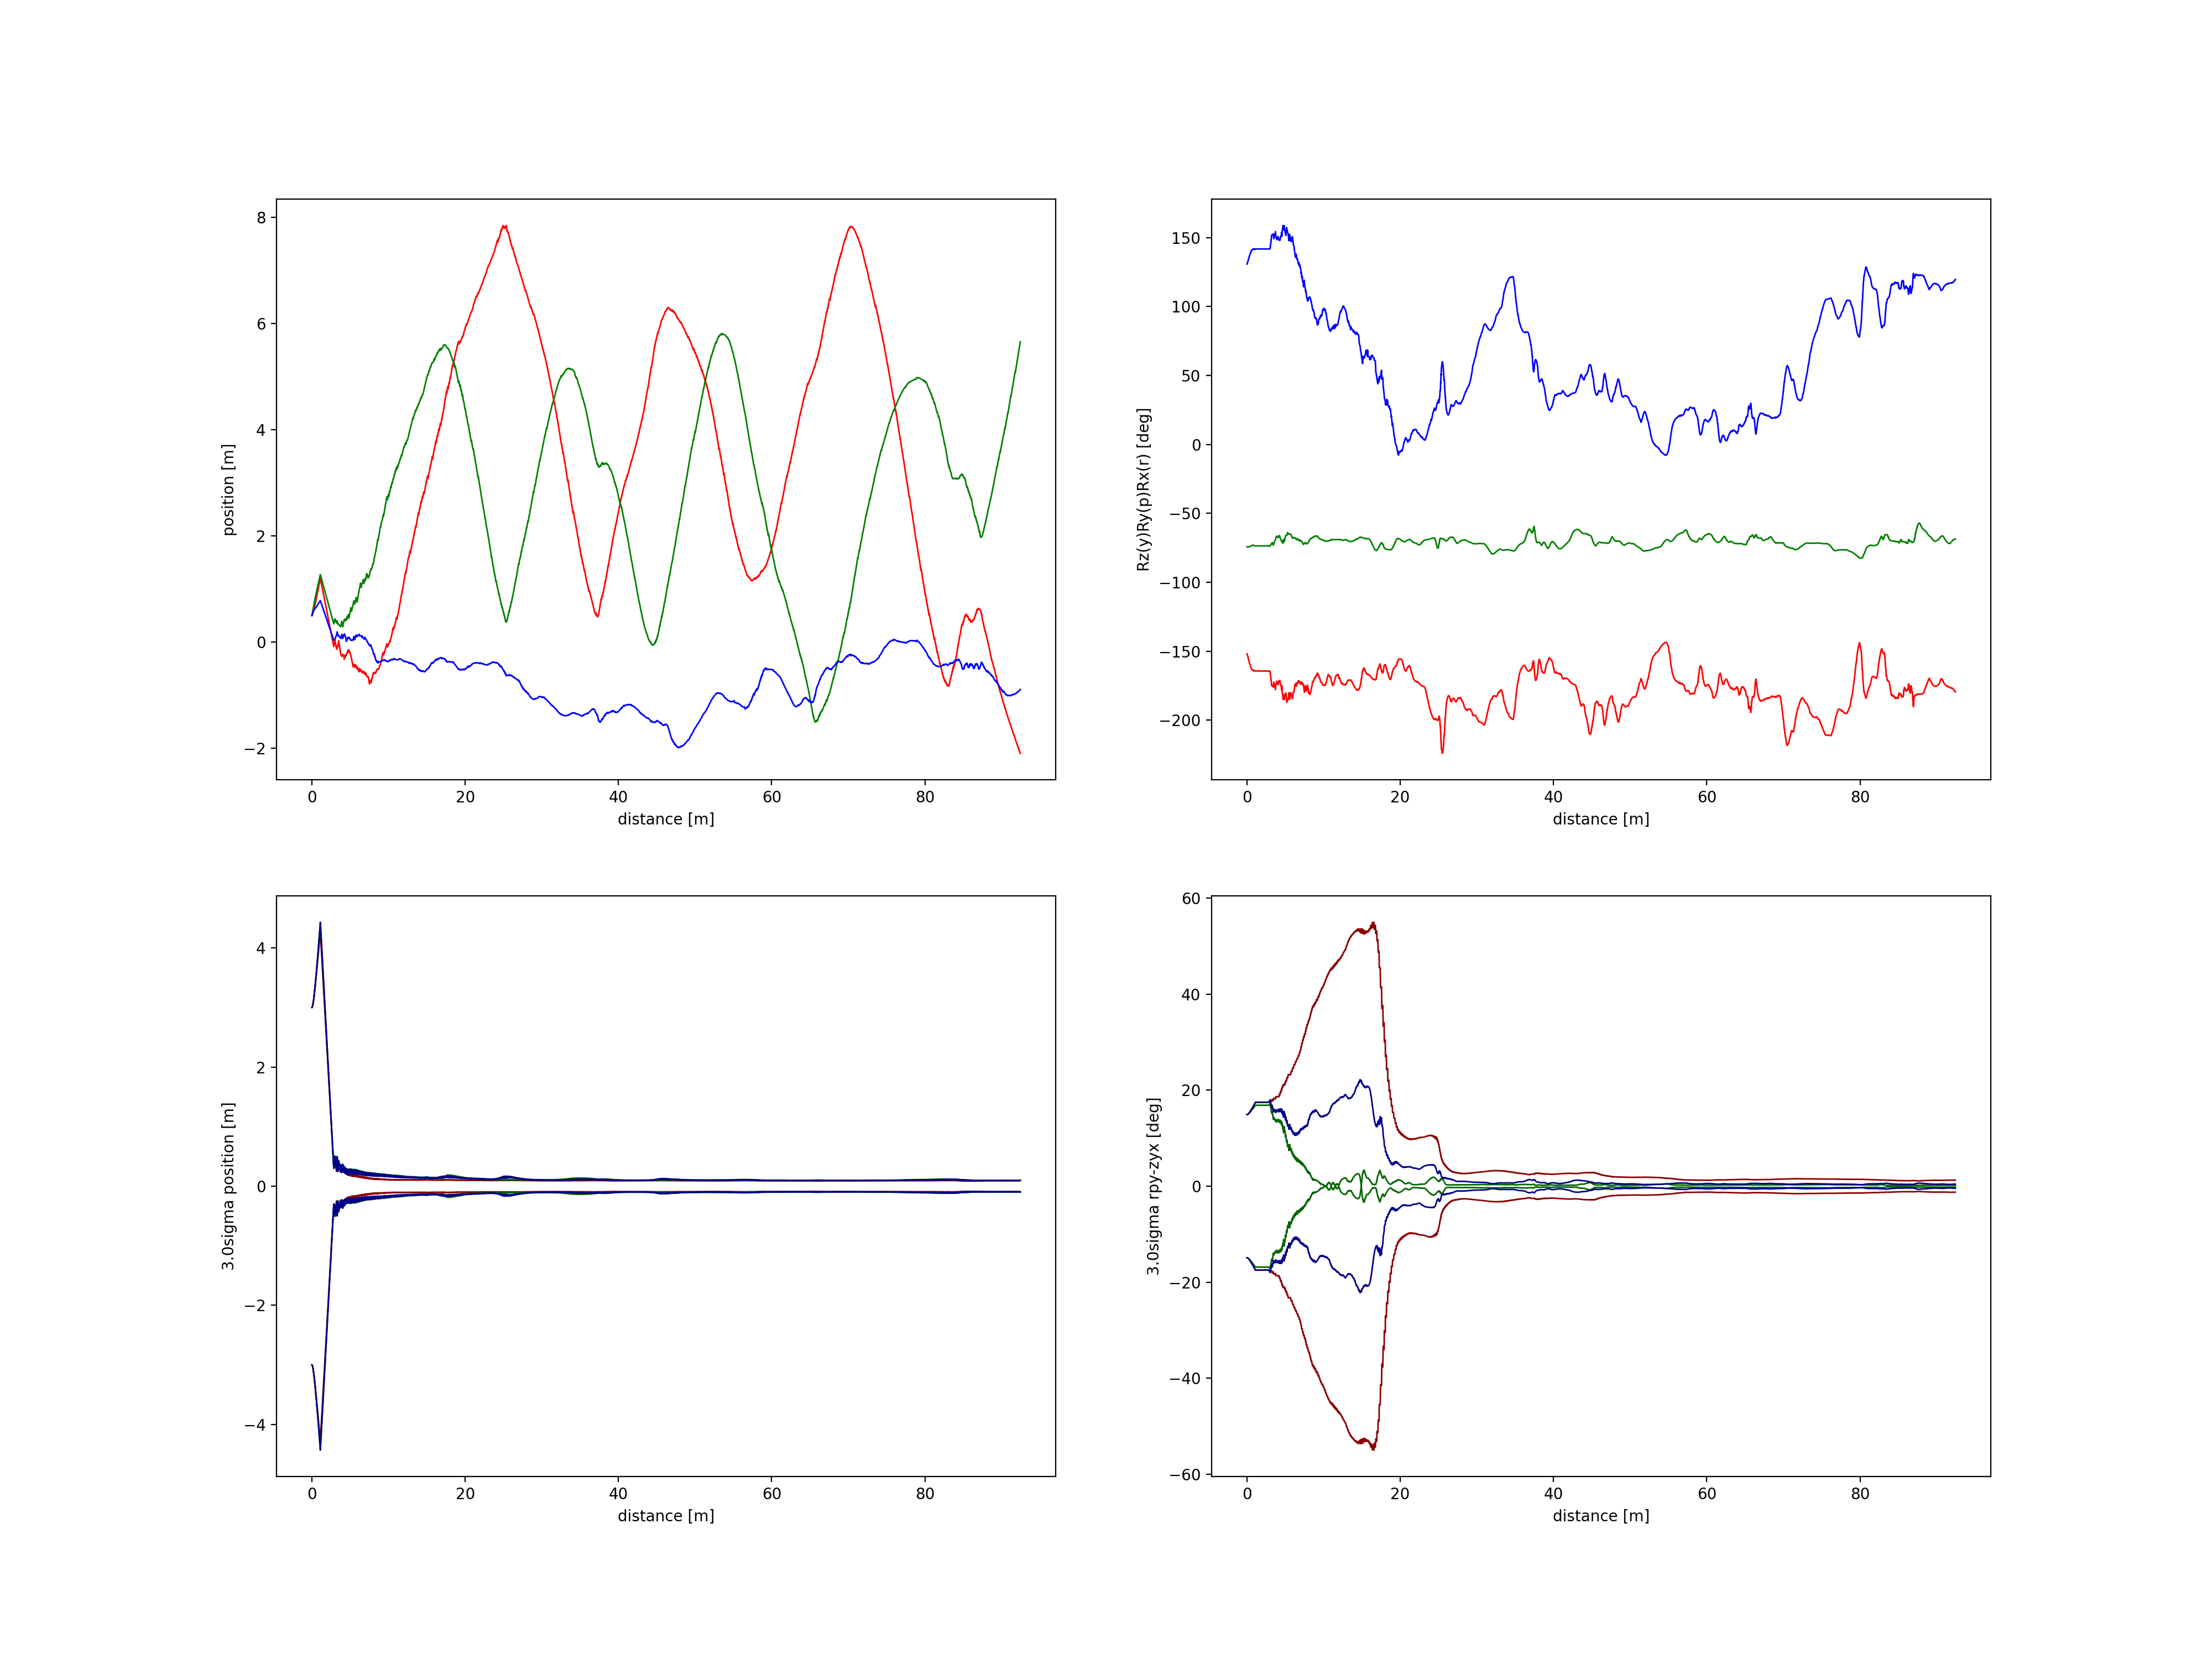 8
6
4
2
0
−2
position [m]
0 20 40 60 80
distance [m]
150
100
50
0
−50
−100
−150
−200
Rz(y)Ry(p)Rx(r) [deg]
0 20 40 60 80
distance [m]
4
2
0
−2
−4
3.0sigma position [m]
0 20 40 60 80
distance [m]
60
40
20
0
−20
−40
−60
3.0sigma rpy-zyx [deg]
0 20 40 60 80
distance [m]